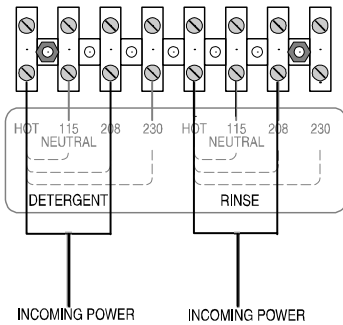 HOT 115 208 230 HOT 115 208 230
NEUTRAL NEUTRAL
DETERGENT RINSE
INCOMING POWER INCOMING POWER